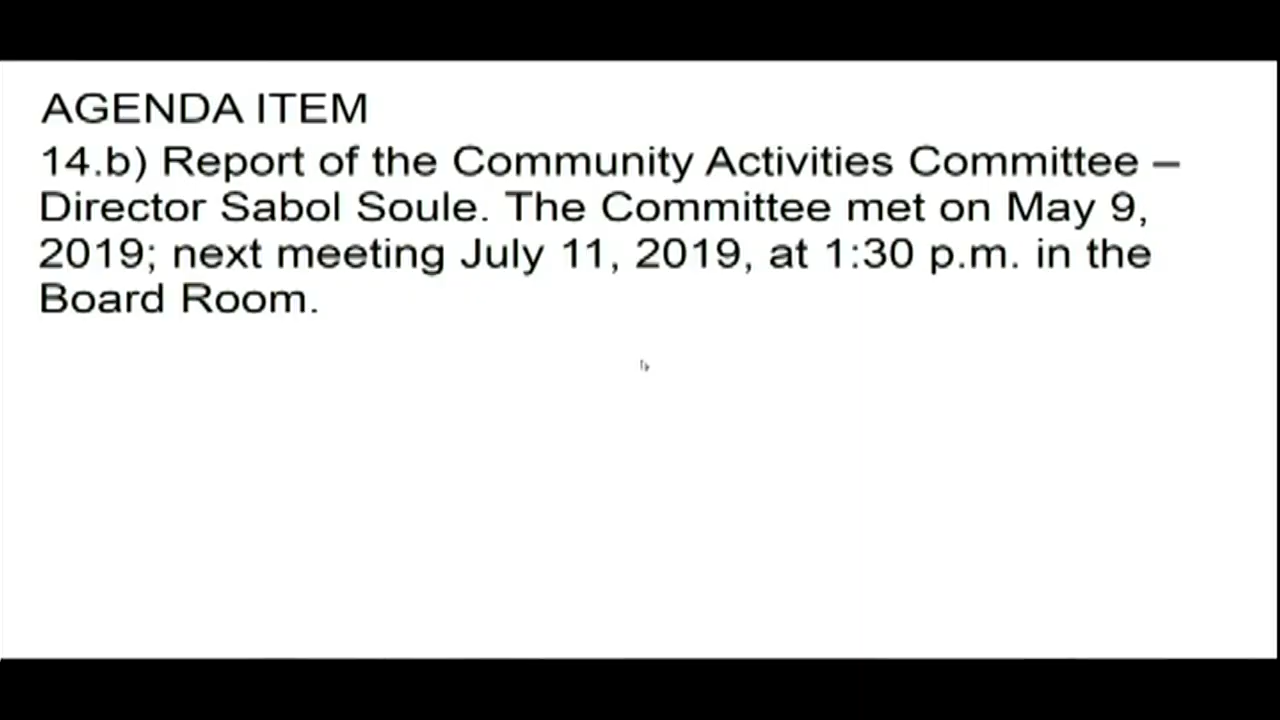 AGENDA ITEM
14.b) Report of the Community Activities Committee –
Director Sabol Soule. The Committee met on May 9,
2019; next meeting July 11, 2019, at 1:30 p.m. in the
Board Room.